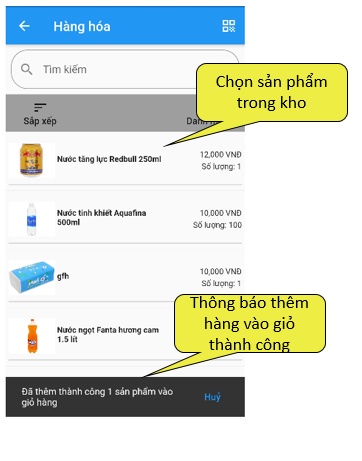 Hàng hóa
Tìm kiếm
Chọn sản phẩm
trong kho
Sắp xếp
Nước tăng lực Redbull 250ml
12,000 VNĐ
Số lượng: 1
Nước tinh khiết Aquafina
500ml
10,000 VNĐ
Số lượng: 100
gfh
10,000 VNĐ
Số lượng: 1
Thông báo thêm
hàng vào giỏ
thành công
Nước ngọt Fanta hương cam
1.5 lít
Đã thêm thành công 1 sản phẩm vào
giỏ hàng
Huỷ